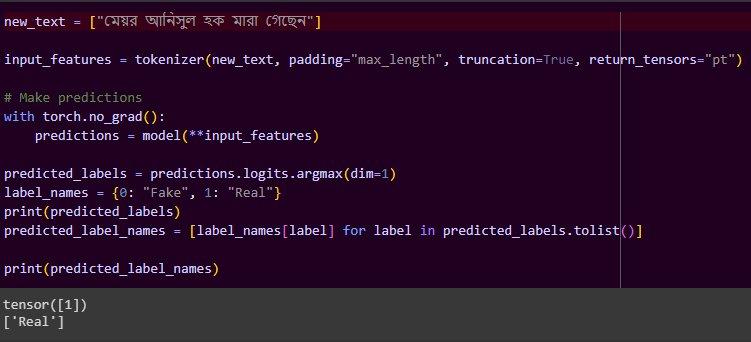 new_text = ["মেয়র আনিসুল হক মারা গেছেন"]
input_features = tokenizer(new_text, padding="max_length", truncation=True, return_tensors="pt")
# Make predictions
with torch.no_grad():
    predictions = model(**input_features)
predicted_labels = predictions.logits.argmax(dim=1)
label_names = {0: "Fake", 1: "Real"}
print(predicted_labels)
predicted_label_names = [label_names[label] for label in predicted_labels.tolist()]
print(predicted_label_names)
tensor([1])
['Real']